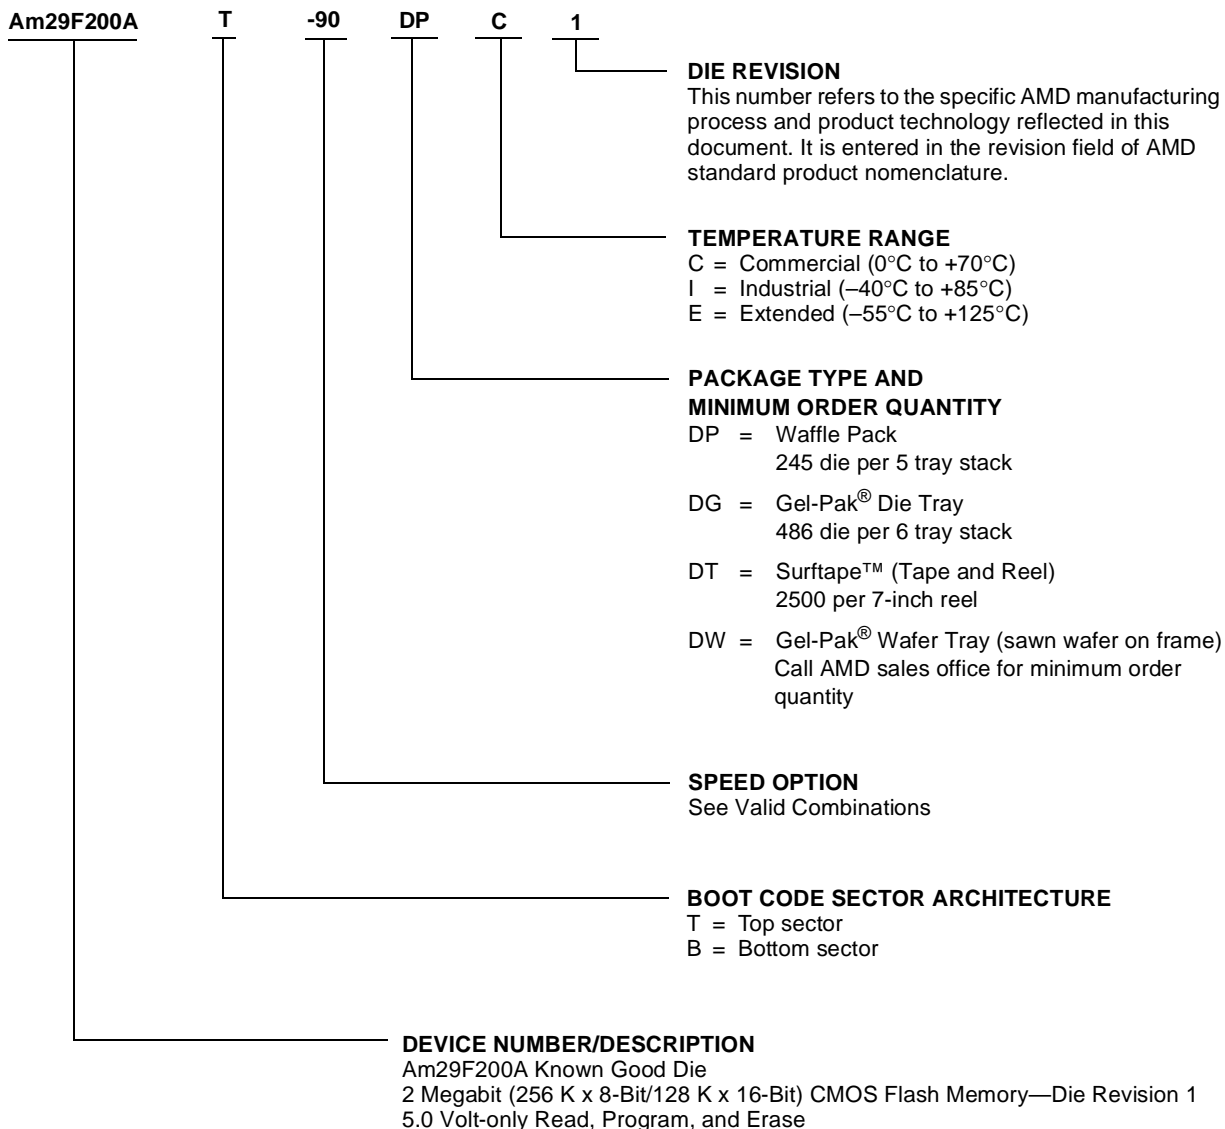 Am29F200A T -90 DP C 1
DIE REVISION
This number refers to the specific AMD manufacturing
process and product technology reflected in this
document. It is entered in the revision field of AMD
standard product nomenclature.
TEMPERATURE RANGE
C = Commercial (0°C to +70°C)
I = Industrial (–40°C to +85°C)
E = Extended (–55°C to +125°C)
PACKAGE TYPE AND
MINIMUM ORDER QUANTITY
DP = Waffle Pack
245 die per 5 tray stack
DG = Gel-Pak® Die Tray
486 die per 6 tray stack
DT = Surftape™ (Tape and Reel)
2500 per 7-inch reel
DW = Gel-Pak® Wafer Tray (sawn wafer on frame)
Call AMD sales office for minimum order
quantity
SPEED OPTION
See Valid Combinations
BOOT CODE SECTOR ARCHITECTURE
T = Top sector
B = Bottom sector
DEVICE NUMBER/DESCRIPTION
Am29F200A Known Good Die
2 Megabit (256 K x 8-Bit/128 K x 16-Bit) CMOS Flash Memory—Die Revision 1
5.0 Volt-only Read, Program, and Erase